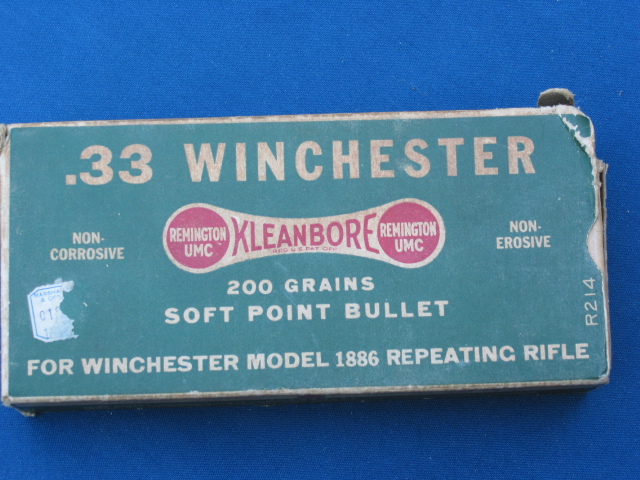 .33 WINCHESTER
NON-
CORROSIVE
REMINGTON
UMC
KLEANBORE
REG. U.S. PAT. OFF.
REMINGTON
UMC
NON-
EROSIVE
200 GRAINS
SOFT POINT BULLET
FOR WINCHESTER MODEL 1886 REPEATING RIFLE
R214